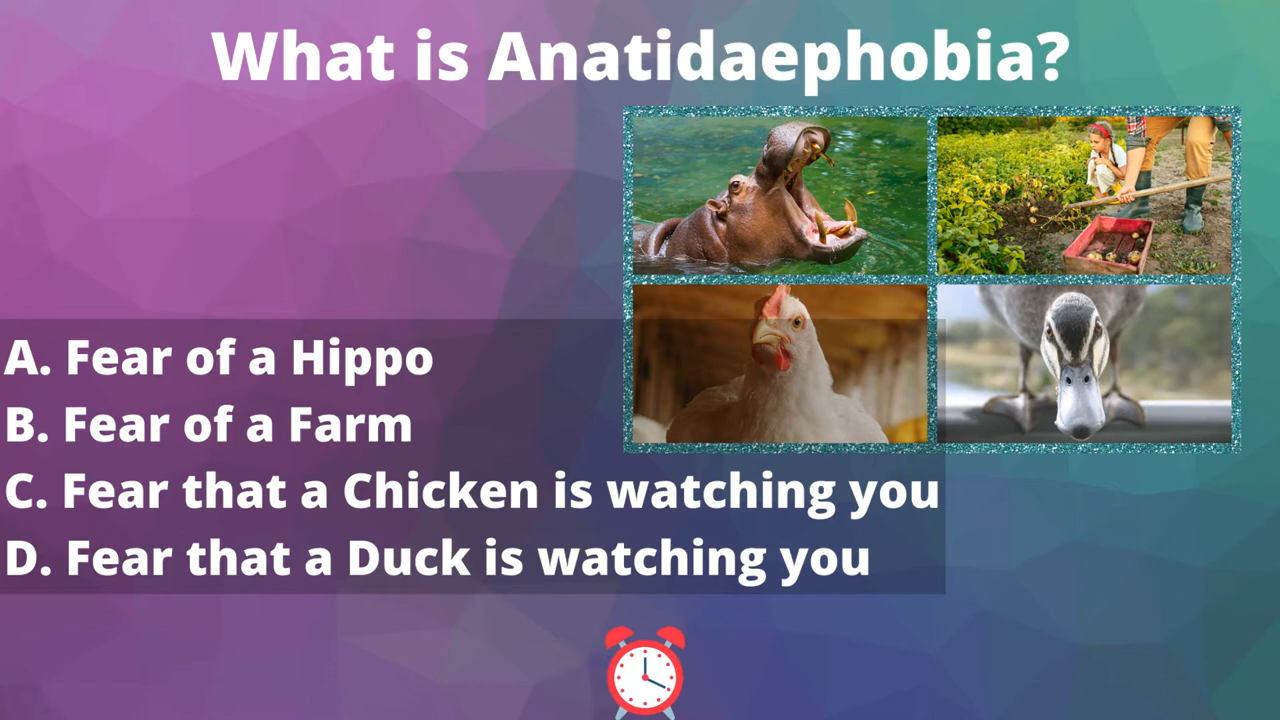 What is Anatidaephobia?
A. Fear of a Hippo
B. Fear of a Farm
C. Fear that a Chicken is watching you
D. Fear that a Duck is watching you